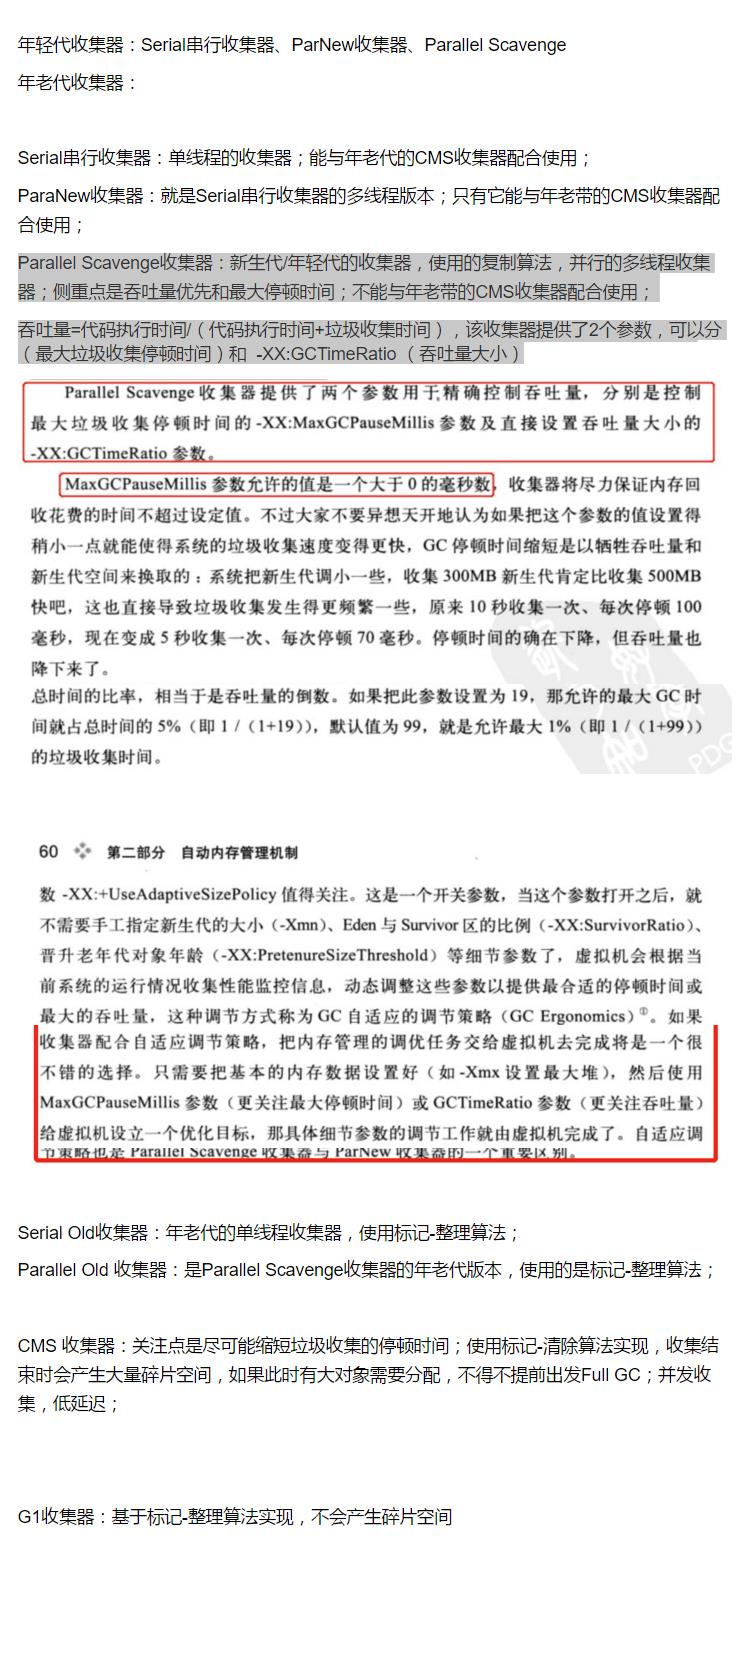 年轻代收集器：Serial串行收集器、ParNew收集器、Parallel Scavenge
年老代收集器：
Serial串行收集器：单线程的收集器；能与年老代的CMS收集器配合使用；
ParaNew收集器：就是Serial串行收集器的多线程版本；只有它能与年老带的CMS收集器配
合使用；
Parallel Scavenge收集器：新生代/年轻代的收集器，使用的复制算法，并行的多线程收集
器；侧重点是吞吐量优先和最大停顿时间；不能与年老带的CMS收集器配合使用；
吞吐量=代码执行时间/（代码执行时间+垃圾收集时间），该收集器提供了2个参数，可以分
（最大垃圾收集停顿时间）和 -XX:GCTimeRatio （吞吐量大小）
Parallel Scavenge 收集器提供了两个参数用于精确控制吞吐量，分别是控制
最大垃圾收集停顿时间的 -XX:MaxGCPauseMillis 参数及直接设置吞吐量大小的
-XX:GCTimeRatio 参数。
MaxGCPauseMillis 参数允许的值是一个大于 0 的毫秒数，收集器将尽力保证内存回
收花费的时间不超过设定值。不过大家不要异想天开地认为如果把这个参数的值设置得
稍小一点就能使得系统的垃圾收集速度变得更快，GC 停顿时间缩短是以牺牲吞吐量和
新生代空间来换取的：系统把新生代调小一些，收集 300MB 新生代肯定比收集 500MB
快吧，这也直接导致垃圾收集发生得更频繁一些，原来 10 秒收集一次、每次停顿 100
毫秒，现在变成 5 秒收集一次、每次停顿 70 毫秒。停顿时间的确在下降，但吞吐量也
降下来了。
总时间的比率，相当于是吞吐量的倒数。如果把此参数设置为 19，那允许的最大 GC 时
间就占总时间的 5%（即 1 /（1+19）），默认值为 99，就是允许最大 1%（即 1 /（1+99））
的垃圾收集时间。
PDG
60 第二部分 自动内存管理机制
数 -XX:+UseAdaptiveSizePolicy 值得关注。这是一个开关参数，当这个参数打开之后，就
不需要手工指定新生代的大小（-Xmn）、Eden 与 Survivor 区的比例（-XX:SurvivorRatio）、
晋升老年代对象年龄（-XX:PretenureSizeThreshold）等细节参数了，虚拟机会根据当
前系统的运行情况收集性能监控信息，动态调整这些参数以提供最合适的停顿时间或
最大的吞吐量，这种调节方式称为 GC 自适应的调节策略（GC Ergonomics）①。如果
收集器配合自适应调节策略，把内存管理的调优任务交给虚拟机去完成将是一个很
不错的选择。只需要把基本的内存数据设置好（如 -Xmx 设置最大堆），然后使用
MaxGCPauseMillis 参数（更关注最大停顿时间）或 GCTimeRatio 参数（更关注吞吐量）
给虚拟机设立一个优化目标，那具体细节参数的调节工作就由虚拟机完成了。自适应调
节策略也是 Parallel Scavenge 收集器与 ParNew 收集器的一个重要区别。
Serial Old收集器：年老代的单线程收集器，使用标记-整理算法；
Parallel Old 收集器：是Parallel Scavenge收集器的年老代版本，使用的是标记-整理算法；
CMS 收集器：关注点是尽可能缩短垃圾收集的停顿时间；使用标记-清除算法实现，收集结
束时会产生大量碎片空间，如果此时有大对象需要分配，不得不提前出发Full GC；并发收
集，低延迟；
G1收集器：基于标记-整理算法实现，不会产生碎片空间